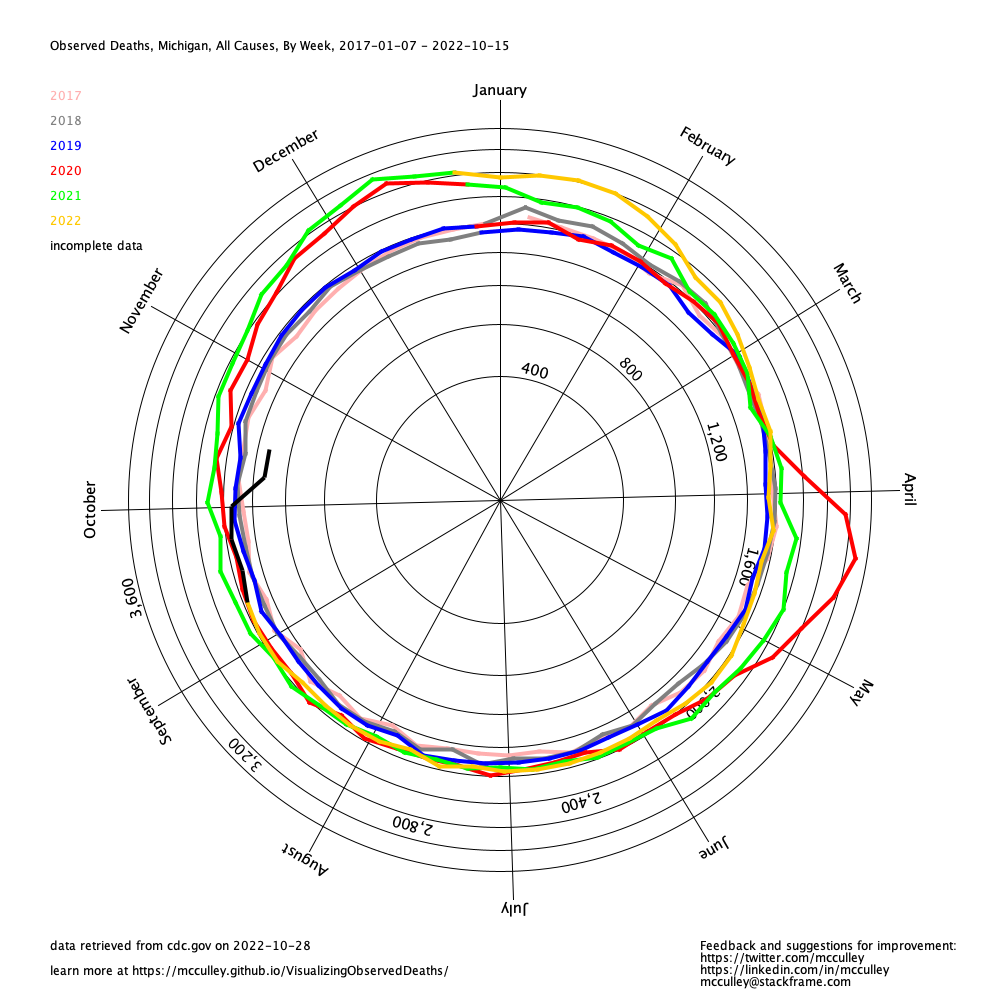 Observed Deaths, Michigan, All Causes, By Week, 2017-01-07 - 2022-10-15
January
2017
2018
2019
2020
2021
2022
incomplete data
December
February
November
March
400
800
1,200
April
October
1,600
3,600
May
2,000
September
3,200
2,400
2,800
June
August
July
data retrieved from cdc.gov on 2022-10-28
learn more at https://mcculley.github.io/VisualizingObservedDeaths/
Feedback and suggestions for improvement:
https://twitter.com/mcculley
https://linkedin.com/in/mcculley
mcculley@stackframe.com